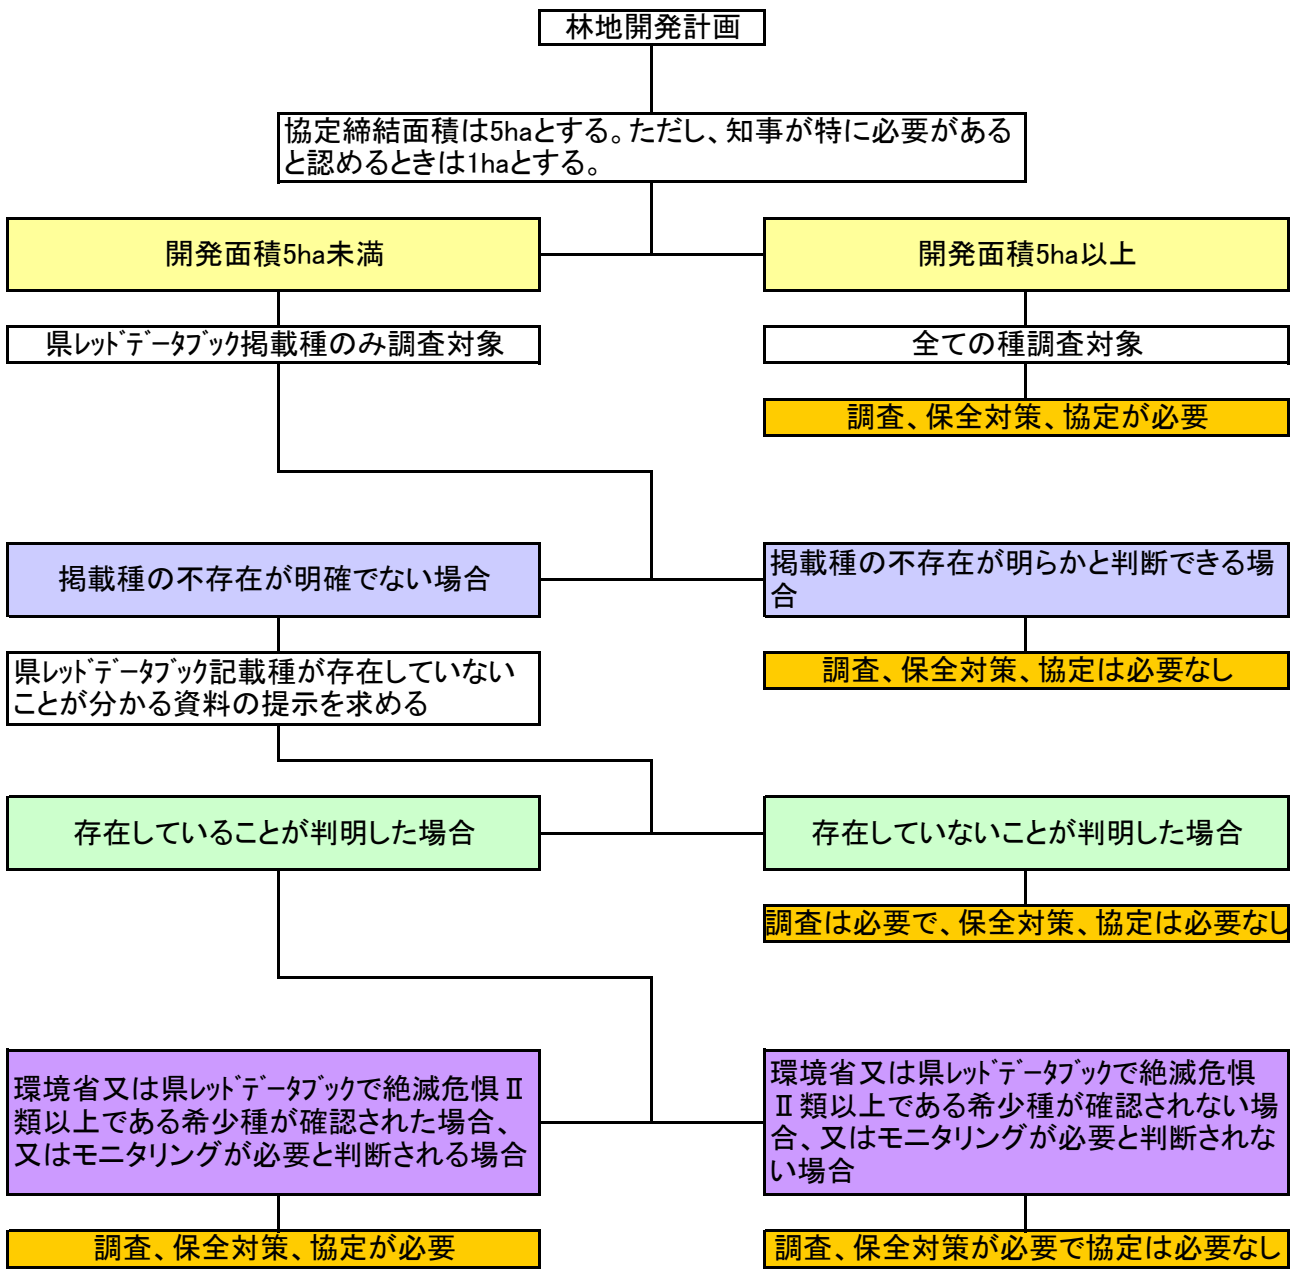 林地開発計画
協定締結面積は5haとする。ただし、知事が特に必要がある
と認めるときは1haとする。
開発面積5ha未満
開発面積5ha以上
県ﾚｯﾄﾞﾃﾞｰﾀﾌﾞｯｸ掲載種のみ調査対象
全ての種調査対象
調査、保全対策、協定が必要
掲載種の不存在が明確でない場合
掲載種の不存在が明らかと判断できる場
合
県ﾚｯﾄﾞﾃﾞｰﾀﾌﾞｯｸ記載種が存在していない
ことが分かる資料の提示を求める
調査、保全対策、協定は必要なし
存在していることが判明した場合
存在していないことが判明した場合
調査は必要で、保全対策、協定は必要なし
環境省又は県ﾚｯﾄﾞﾃﾞｰﾀﾌﾞｯｸで絶滅危惧Ⅱ
類以上である希少種が確認された場合、
又はモニタリングが必要と判断される場合
環境省又は県ﾚｯﾄﾞﾃﾞｰﾀﾌﾞｯｸで絶滅危惧
Ⅱ類以上である希少種が確認されない場
合、又はモニタリングが必要と判断されな
い場合
調査、保全対策、協定が必要
調査、保全対策が必要で協定は必要なし